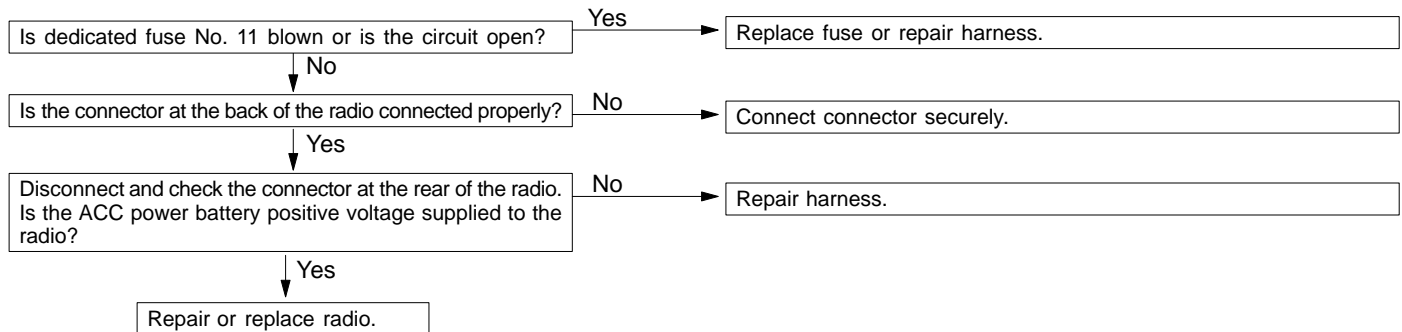 Is dedicated fuse No. 11 blown or is the circuit open?
Yes
Replace fuse or repair harness.
No
Is the connector at the back of the radio connected properly?
No
Connect connector securely.
Yes
Disconnect and check the connector at the rear of the radio.
Is the ACC power battery positive voltage supplied to the
radio?
No
Repair harness.
Yes
Repair or replace radio.